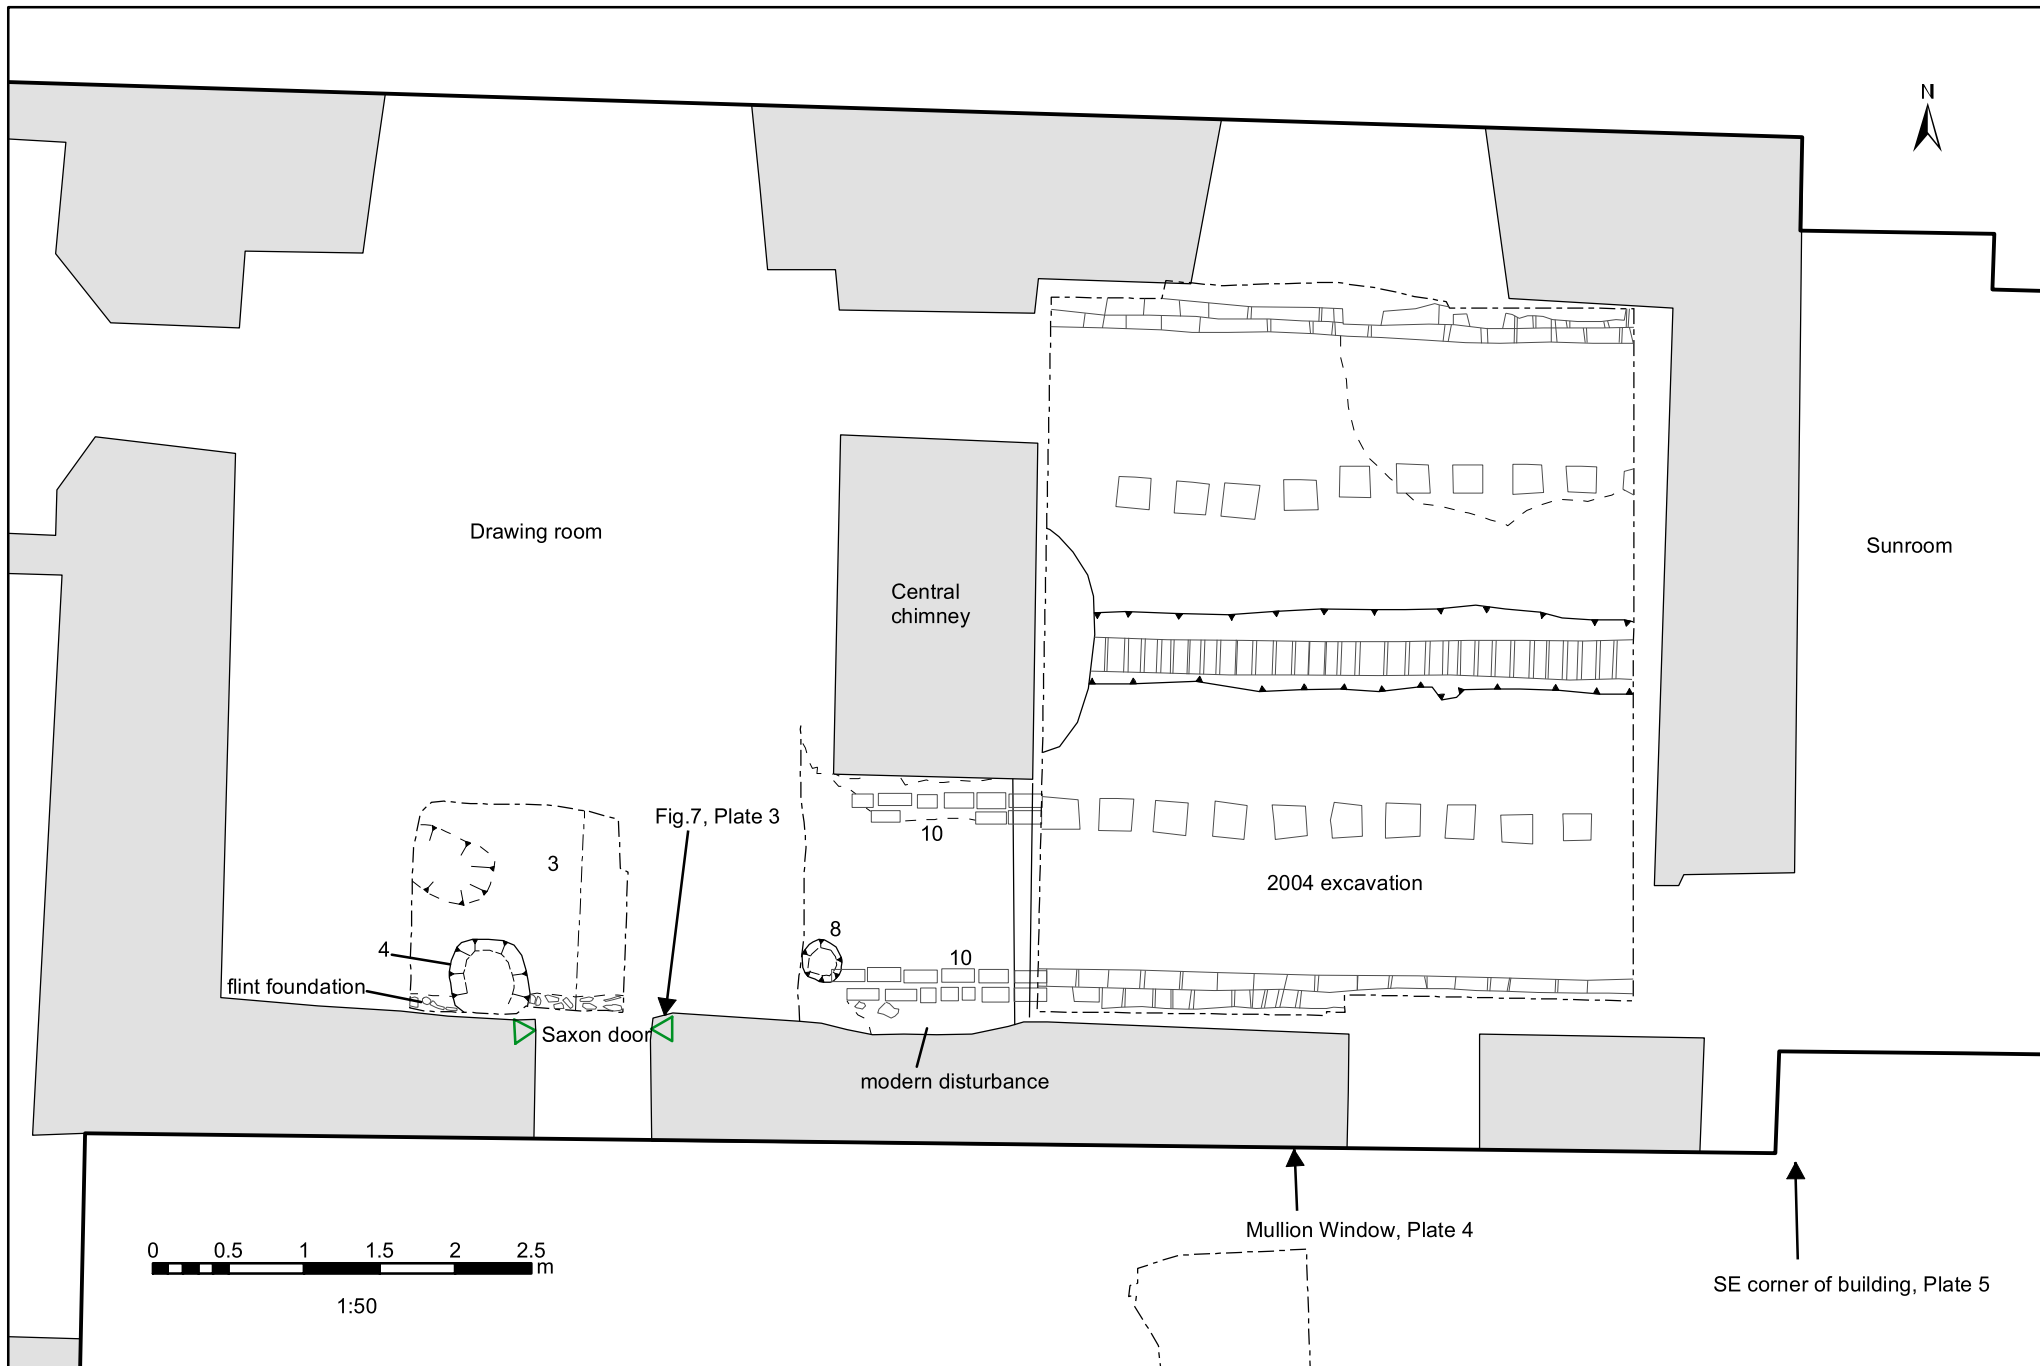 N
Drawing room
Sunroom
Central
chimney
Fig.7, Plate 3
10
3
2004 excavation
8
4
10
flint foundation
Saxon door
modern disturbance
Mullion Window, Plate 4
0 0.5 1 1.5 2 2.5
m
SE corner of building, Plate 5
1:50